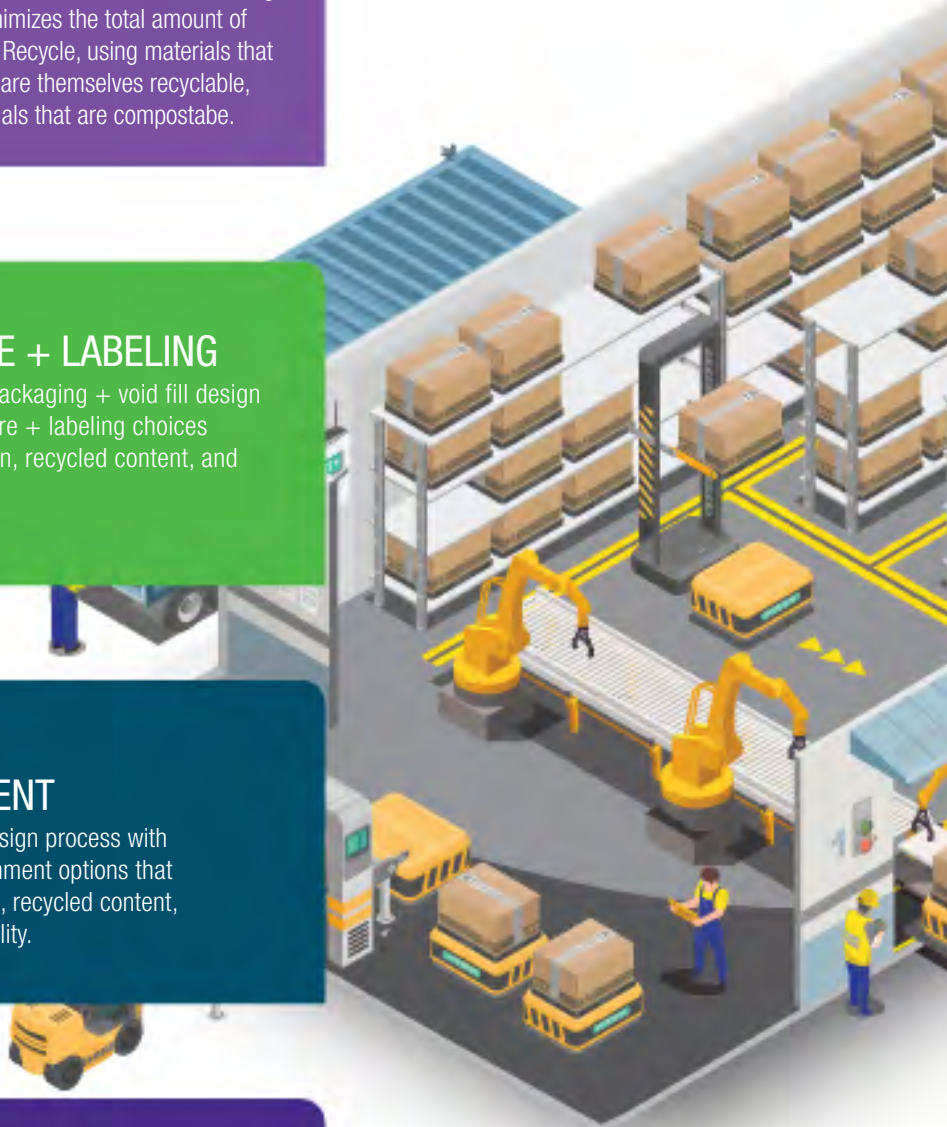 nimizes the total amount of
Recycle, using materials that
are themselves recyclable,
als that are compostabe.
E + LABELING
ackaging + void fill design
re + labeling choices
n, recycled content, and
ENT
sign process with
nment options that
, recycled content,
lity.